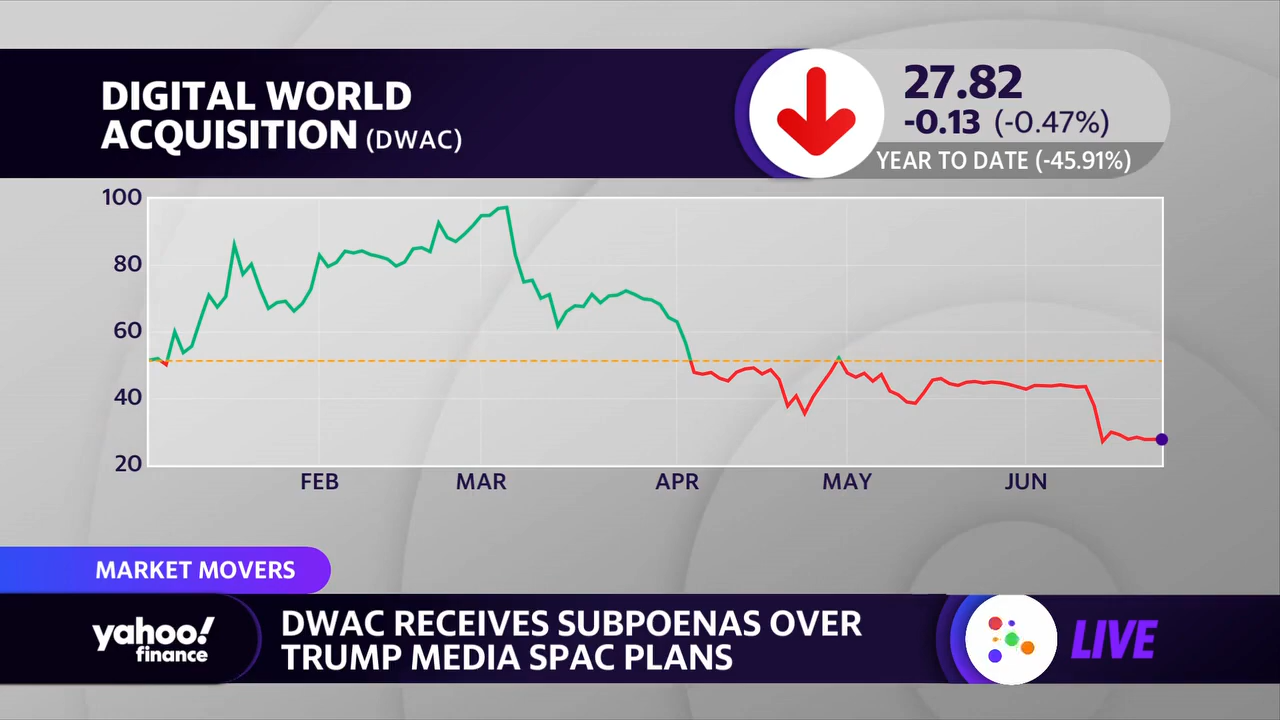 DIGITAL WORLD
ACQUISITION (DWAC)
27.82
-0.13 (-0.47%)
YEAR TO DATE (-45.91%)
100
80
60
40
20
FEB MAR APR MAY JUN
MARKET MOVERS
yahoo!
finance
DWAC RECEIVES SUBPOENAS OVER
TRUMP MEDIA SPAC PLANS
LIVE